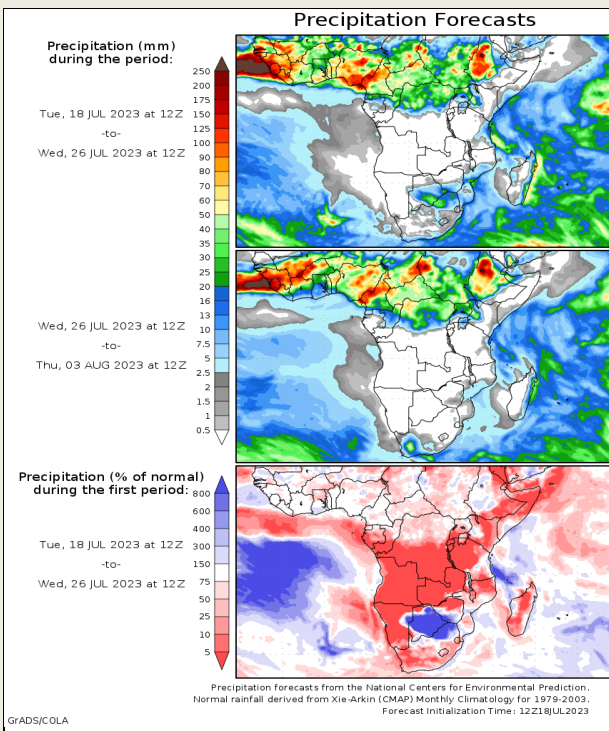 Precipitation Forecasts
Precipitation (mm)
during the period:
Tue, 18 JUL 2023 at 12Z
-to-
Wed, 26 JUL 2023 at 12Z
250
200
175
150
125
100
90
80
70
60
50
40
35
30
25
20
16
13
10
7.5
5
2.5
2
1.5
1
0.5
Wed, 26 JUL 2023 at 12Z
-to-
Thu, 03 AUG 2023 at 12Z
Precipitation (% of normal)
during the first period:
Tue, 18 JUL 2023 at 12Z
-to-
Wed, 26 JUL 2023 at 12Z
800
600
400
300
150
75
50
25
10
5
Precipitation forecasts from the National Centers for Environmental Prediction.
Normal rainfall derived from Xie-Arkin (CMAP) Monthly Climatology for 1979-2003.
Forecast Initialization Time: 12Z18JUL2023
GrADS/COLA